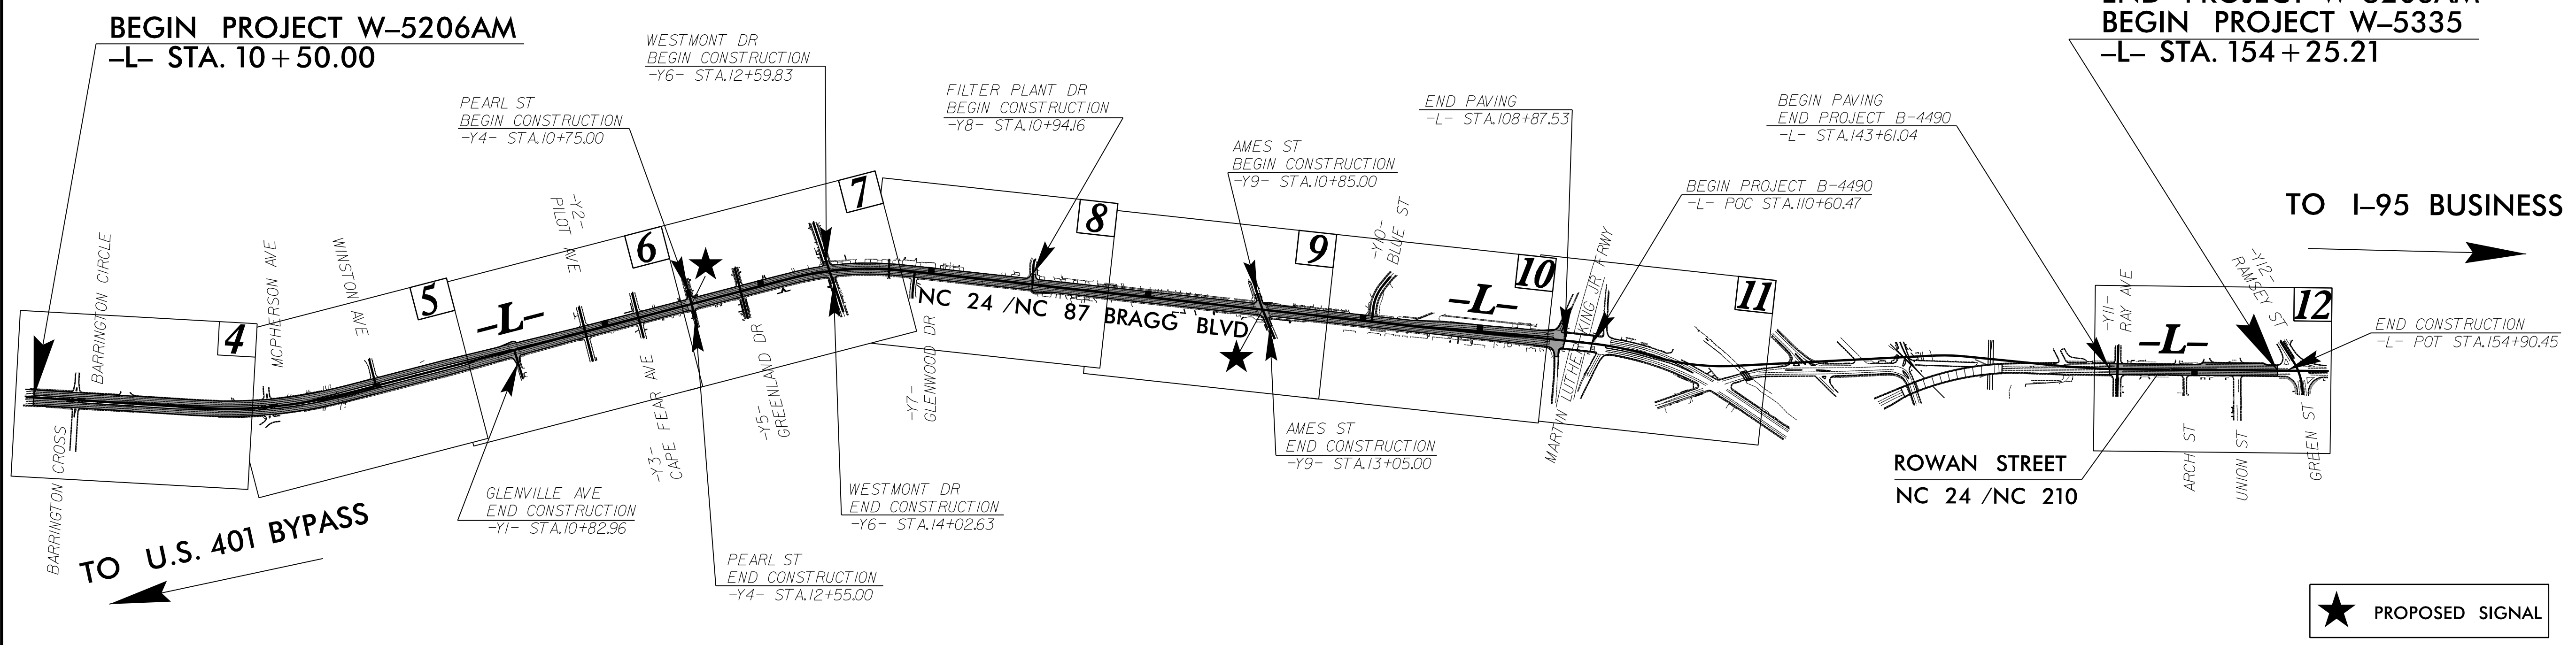 BEGIN PROJECT W–5206AM
–L– STA. 10+50.00
WESTMONT DR
BEGIN CONSTRUCTION
-Y6- STA.12+59.83
PEARL ST
BEGIN CONSTRUCTION
-Y4- STA.10+75.00
FILTER PLANT DR
BEGIN CONSTRUCTION
-Y8- STA.10+94.16
AMES ST
BEGIN CONSTRUCTION
-Y9- STA.10+85.00
END PAVING
-L- STA.108+87.53
BEGIN PROJECT B-4490
-L- POC STA.110+60.47
BEGIN PAVING
END PROJECT B-4490
-L- STA.143+61.04
END PROJECT W–5206AM
BEGIN PROJECT W–5335
–L– STA. 154+25.21
TO I–95 BUSINESS
BARRINGTON CIRCLE
MCPHERSON AVE
WINSTON AVE
-Y2-
PILOT AVE
-Y10-
BLUE ST
MARTIN LUTHER KING JR FRWY
-Y11-
RAY AVE
-Y12-
RAMSEY ST
4
5
6
7
8
9
10
11
12
–L–
–L–
–L–
NC 24 /NC 87 BRAGG BLVD
END CONSTRUCTION
-L- POT STA.154+90.45
BARRINGTON CROSS
-Y3-
CAPE FEAR AVE
-Y5-
GREENLAND DR
-Y7-
GLENWOOD DR
ARCH ST
UNION ST
GREEN ST
AMES ST
END CONSTRUCTION
-Y9- STA.13+05.00
ROWAN STREET
NC 24 /NC 210
GLENVILLE AVE
END CONSTRUCTION
-Y1- STA.10+82.96
WESTMONT DR
END CONSTRUCTION
-Y6- STA.14+02.63
PEARL ST
END CONSTRUCTION
-Y4- STA.12+55.00
TO U.S. 401 BYPASS
PROPOSED SIGNAL